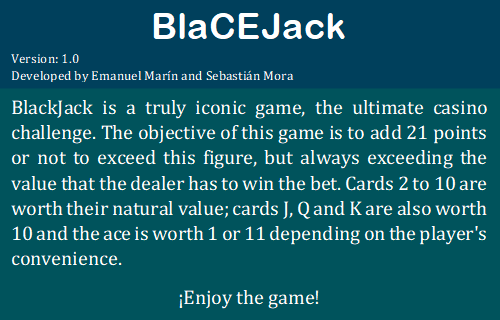 BlaCEJack
Version: 1.0
Developed by Emanuel Marín and Sebastián Mora
BlackJack is a truly iconic game, the ultimate casino
challenge. The objective of this game is to add 21 points
or not to exceed this figure, but always exceeding the
value that the dealer has to win the bet. Cards 2 to 10 are
worth their natural value; cards J, Q and K are also worth
10 and the ace is worth 1 or 11 depending on the player's
convenience.
¡Enjoy the game!